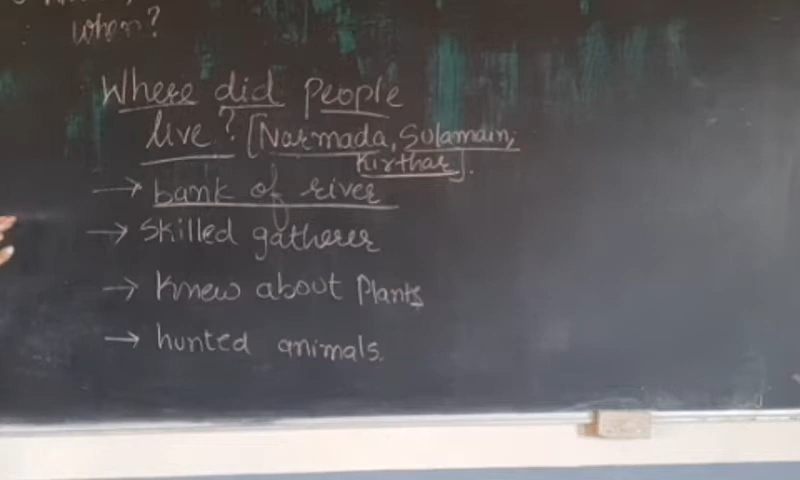 when?
Where did people
live? [Narmada, Sulamain,
Kirthar].
→ bank of river
→ Skilled gatherer
→ Knew about Plants
→ hunted animals.